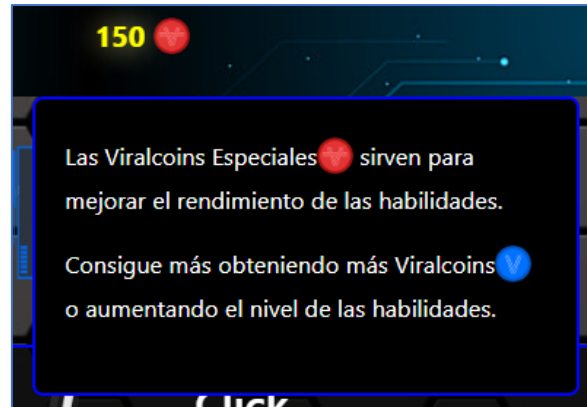 150
Las Viralcoins Especiales sirven para
mejorar el rendimiento de las habilidades.
Consigue más obteniendo más Viralcoins V
o aumentando el nivel de las habilidades.
Click